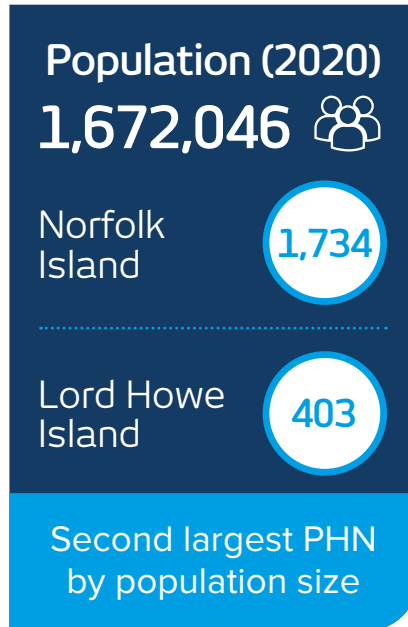 Population (2020)
1,672,046
Norfolk
Island
1,734
Lord Howe
Island
403
Second largest PHN
by population size